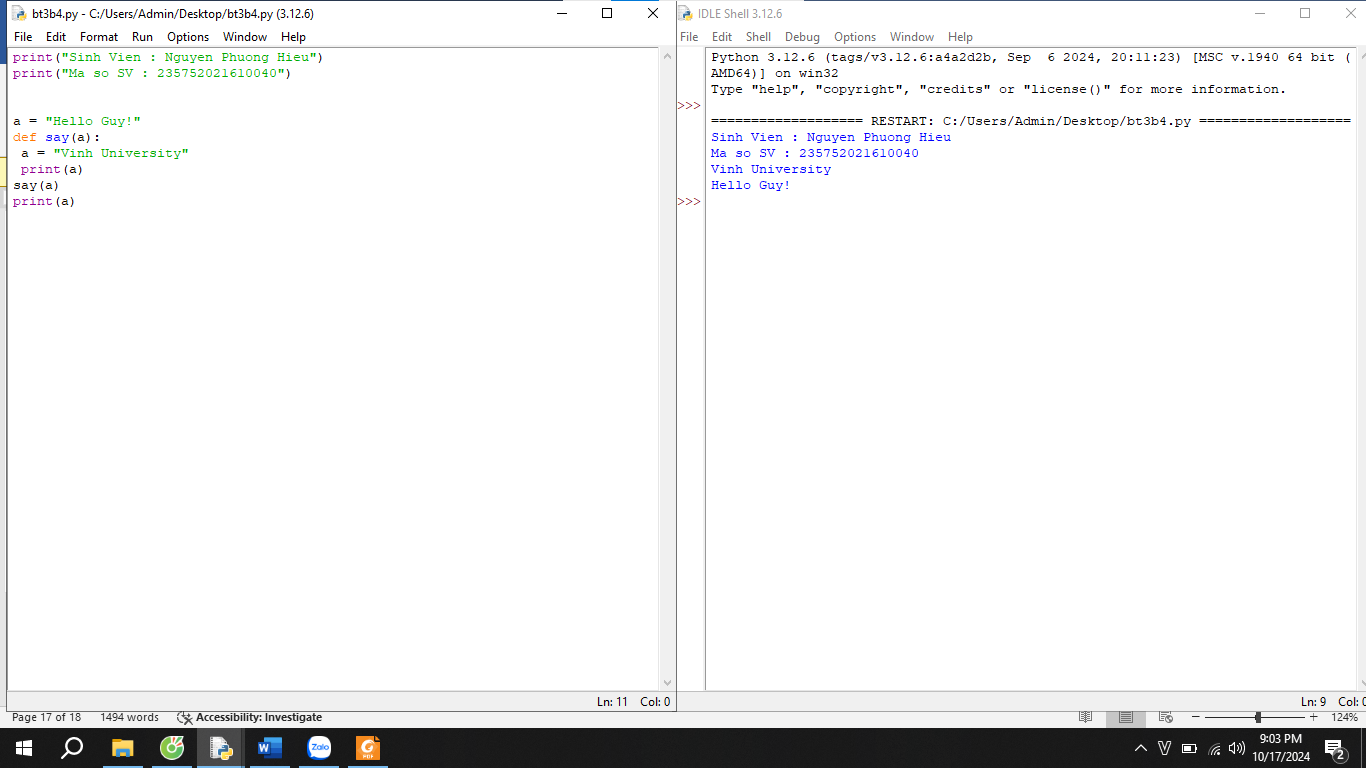 bt3b4.py - C:/Users/Admin/Desktop/bt3b4.py (3.12.6)
File Edit Format Run Options Window Help
print("Sinh Vien : Nguyen Phuong Hieu")
print("Ma so SV : 235752021610040")
a = "Hello Guy!"
def say(a):
 a = "Vinh University"
 print(a)
say(a)
print(a)
Ln: 11 Col: 0
IDLE Shell 3.12.6
File Edit Shell Debug Options Window Help
Python 3.12.6 (tags/v3.12.6:a4a2d2b, Sep  6 2024, 20:11:23) [MSC v.1940 64 bit (
AMD64)] on win32
Type "help", "copyright", "credits" or "license()" for more information.
>>>
=================== RESTART: C:/Users/Admin/Desktop/bt3b4.py ===================
Sinh Vien : Nguyen Phuong Hieu
Ma so SV : 235752021610040
Vinh University
Hello Guy!
>>>
Ln: 9 Col: 0
Page 17 of 18 1494 words Accessibility: Investigate 124%
Zalo
PDF
V
9:03 PM
10/17/2024
2